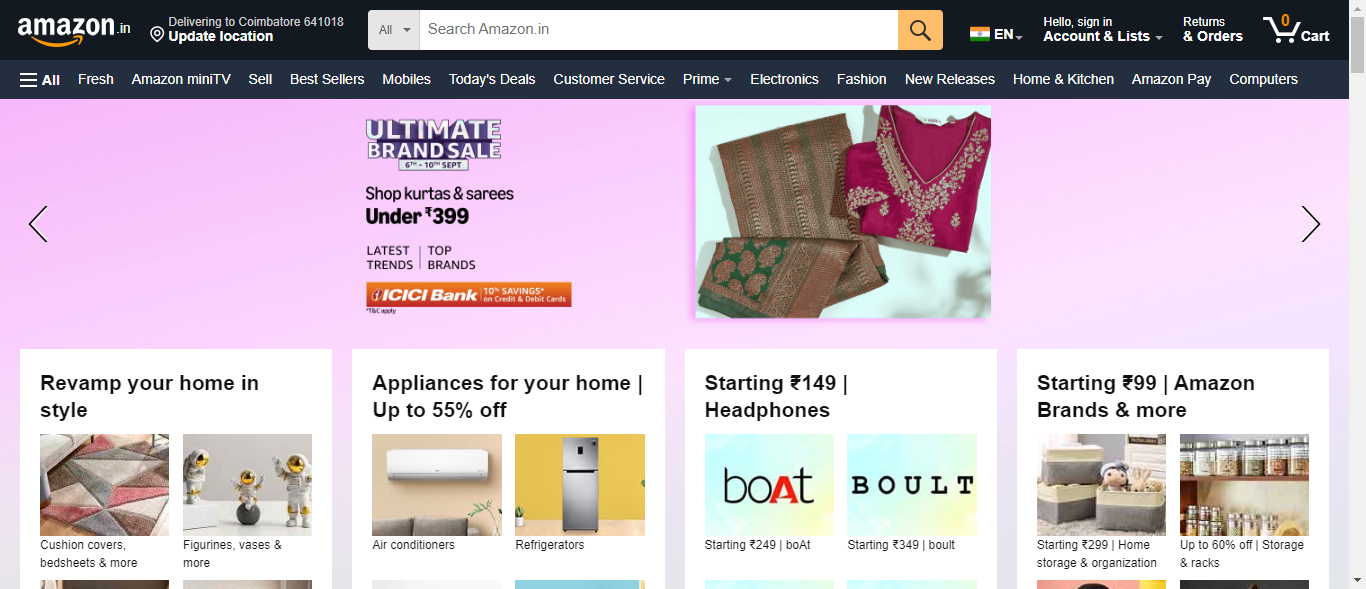 amazon.in
Delivering to Coimbatore 641018
Update location
All
Search Amazon.in
EN
Hello, sign in
Account & Lists
Returns
& Orders
0
Cart
All
Fresh
Amazon miniTV
Sell
Best Sellers
Mobiles
Today's Deals
Customer Service
Prime
Electronics
Fashion
New Releases
Home & Kitchen
Amazon Pay
Computers
ULTIMATE
BRAND SALE
6TH - 10TH SEPT
Shop kurtas & sarees
Under ₹399
LATEST TRENDS | TOP BRANDS
ICICI Bank
10% SAVINGS*
on Credit & Debit Cards
*T&C apply
Revamp your home in
style
Cushion covers,
bedsheets & more
Figurines, vases &
more
Appliances for your home |
Up to 55% off
Air conditioners
Refrigerators
Starting ₹149 |
Headphones
boAt
BOULT
Starting ₹249 | boAt
Starting ₹349 | boult
Starting ₹99 | Amazon
Brands & more
Starting ₹299 | Home
storage & organization
Up to 60% off | Storage
& racks